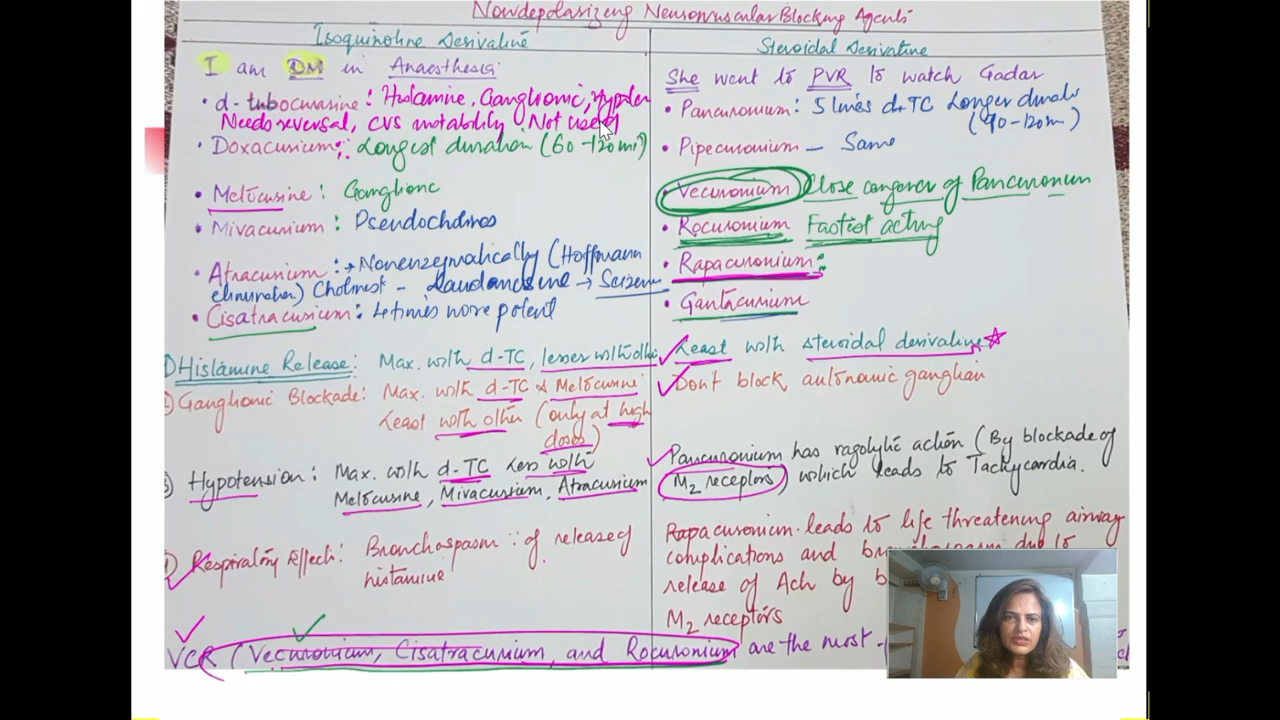 Nondepolarizing Neuromuscular Blocking Agents
Isoquinoline Derivative
I am DM in Anaesthesia
• d-tubocurarine : Histamine, Ganglionic, Hypoten
Needs reversal, CVS instability Not used
• Doxacurium : Longest duration (60-120 min)
• Metocurine : Ganglionic
• Mivacurium : Pseudocholines
• Atracurium : → Nonenzymatically (Hoffmann
elimination) Cholinest - Laudanosine → Seizure
• Cisatracurium : 4 times more potent
1) Histamine Release : Max. with d-TC, lesser with other
2) Ganglionic Blockade : Max. with d-TC & Metocurine
Least with other (only at high
doses)
3) Hypotension : Max. with d-TC Less with
Metocurine, Mivacurium, Atracurium
4) Respiratory Effect : Bronchospasm ∵ of release of
histamine
Steroidal Derivative
She went to PVR to watch Gadar
• Pancuronium : 5 times d-TC Longer durat
(90-120m)
• Pipecuronium - Same
• Vecuronium Close congener of Pancuronium
• Rocuronium Fastest acting
• Rapacuronium :
• Gantacurium
Least with steroidal derivative
Don't block autonomic ganglian
Pancuronium has vagolytic action (By blockade of
M2 receptors) which leads to Tachycardia.
Rapacuronium leads to life threatening airway
complications and due to
release of Ach by b
M2 receptors
VCR (Vecuronium, Cisatracurium, and Rocuronium are the most